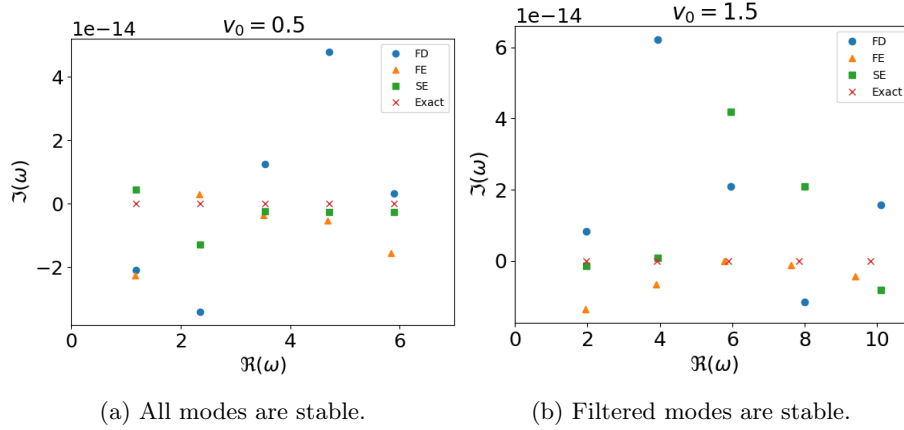 1e−14
v₀ = 0.5
FD
FE
SE
Exact
4
2
0
−2
ℑ(ω)
0
2
4
6
ℜ(ω)
(a) All modes are stable.
1e−14
v₀ = 1.5
FD
FE
SE
Exact
6
4
2
0
ℑ(ω)
0
2
4
6
8
10
ℜ(ω)
(b) Filtered modes are stable.